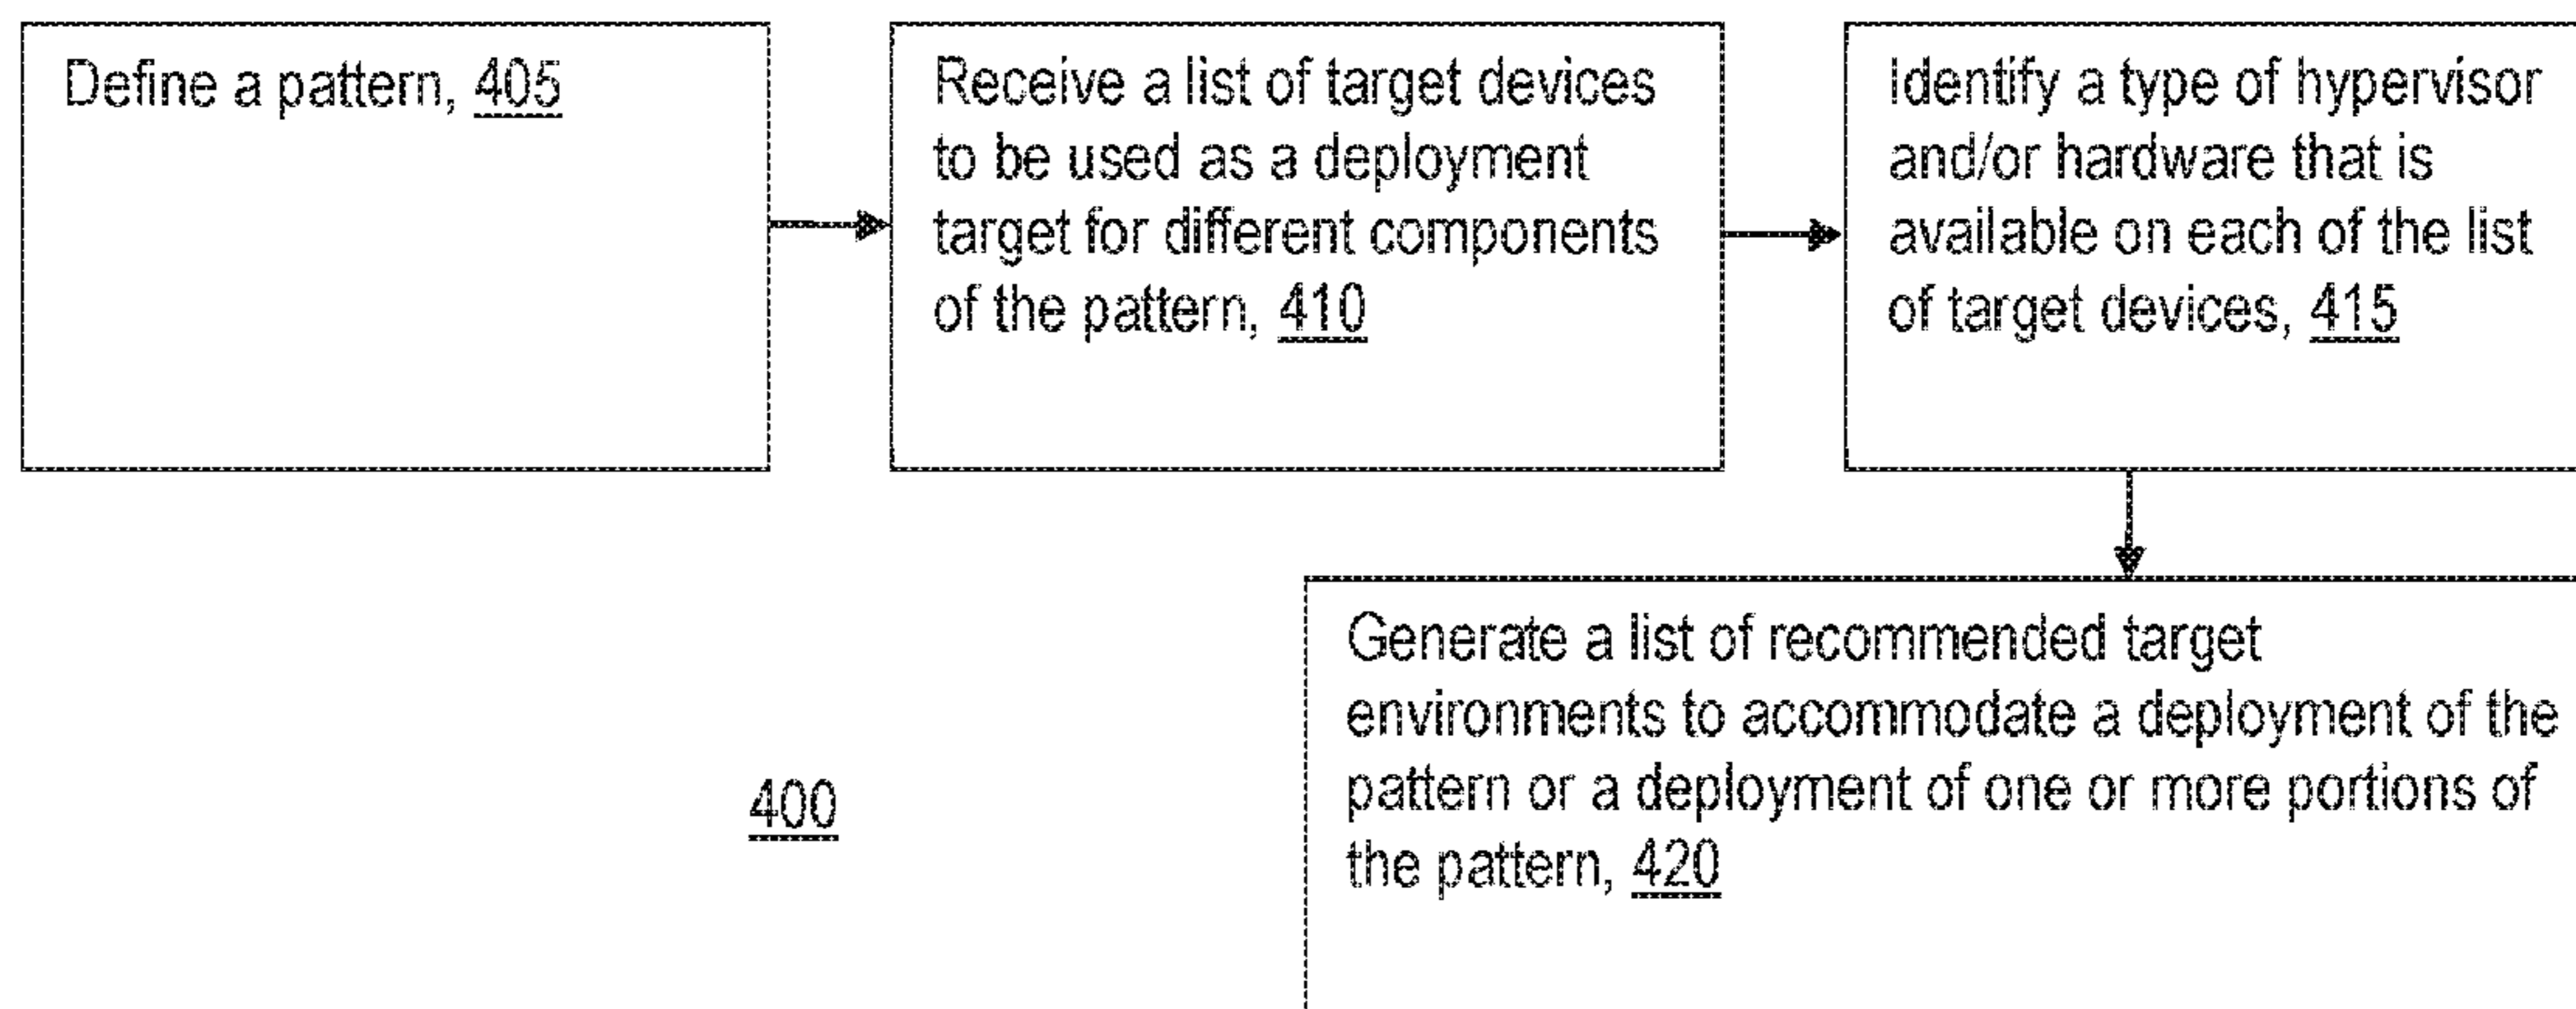 Define a pattern, 405
Receive a list of target devices
to be used as a deployment
target for different components
of the pattern, 410
Identify a type of hypervisor
and/or hardware that is
available on each of the list
of target devices, 415
Generate a list of recommended target
environments to accommodate a deployment of the
pattern or a deployment of one or more portions of
the pattern, 420
400